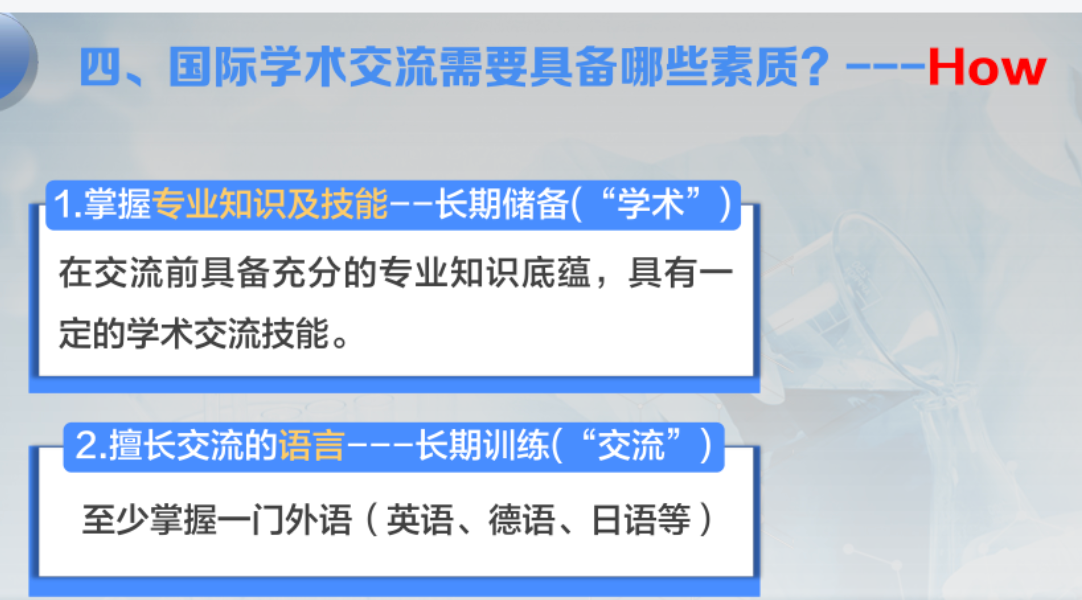 四、国际学术交流需要具备哪些素质？---How
1.掌握专业知识及技能--长期储备(“学术”)
在交流前具备充分的专业知识底蕴，具有一
定的学术交流技能。
2.擅长交流的语言---长期训练(“交流”)
至少掌握一门外语（英语、德语、日语等）